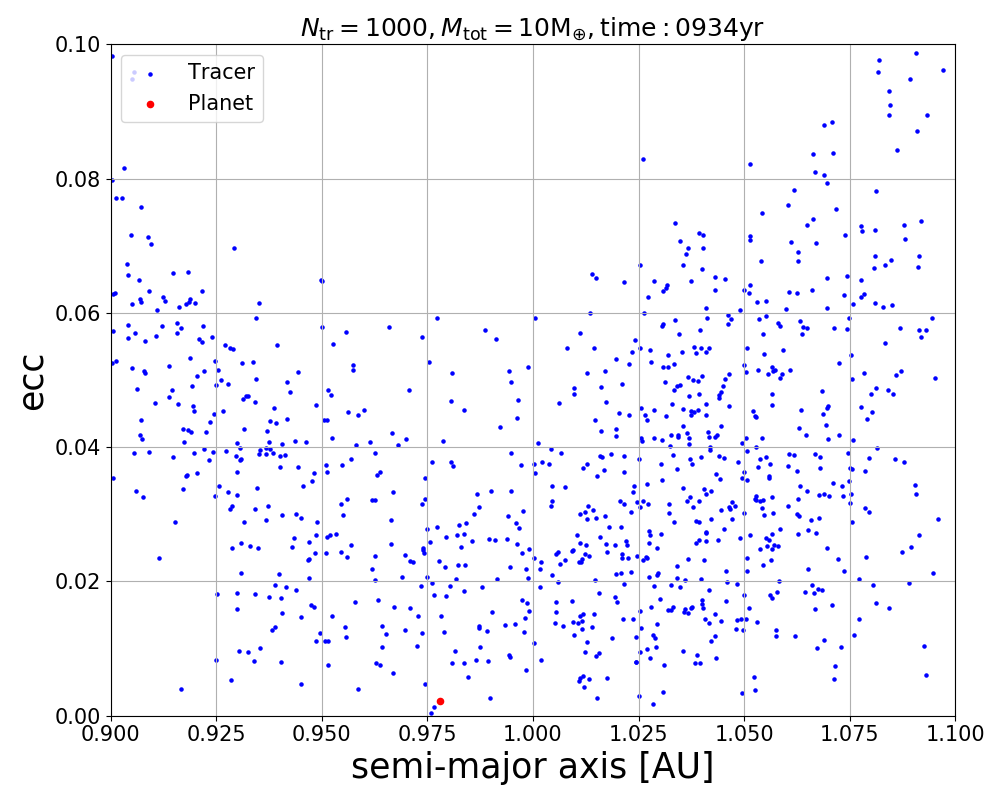 N_tr = 1000, M_tot = 10M_⊕, time : 0934yr
Tracer
Planet
ecc
0.10
0.08
0.06
0.04
0.02
0.00
0.900 0.925 0.950 0.975 1.000 1.025 1.050 1.075 1.100
semi-major axis [AU]